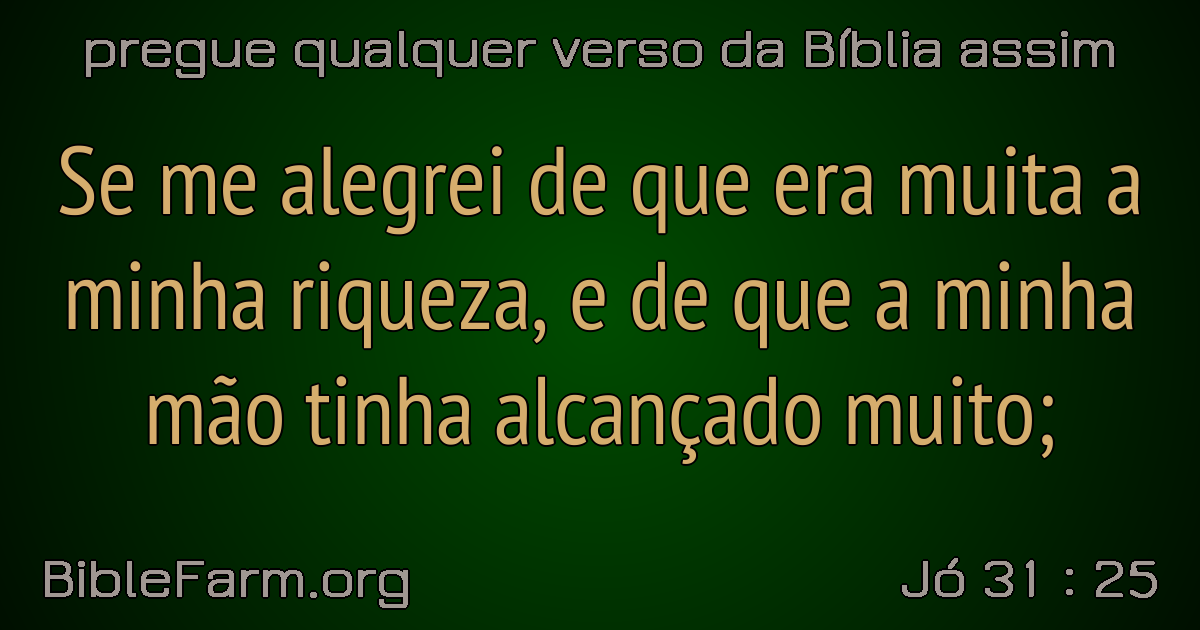 pregue qualquer verso da Bíblia assim
Se me alegrei de que era muita a
minha riqueza, e de que a minha
mão tinha alcançado muito;
BibleFarm.org
Jó 31 : 25